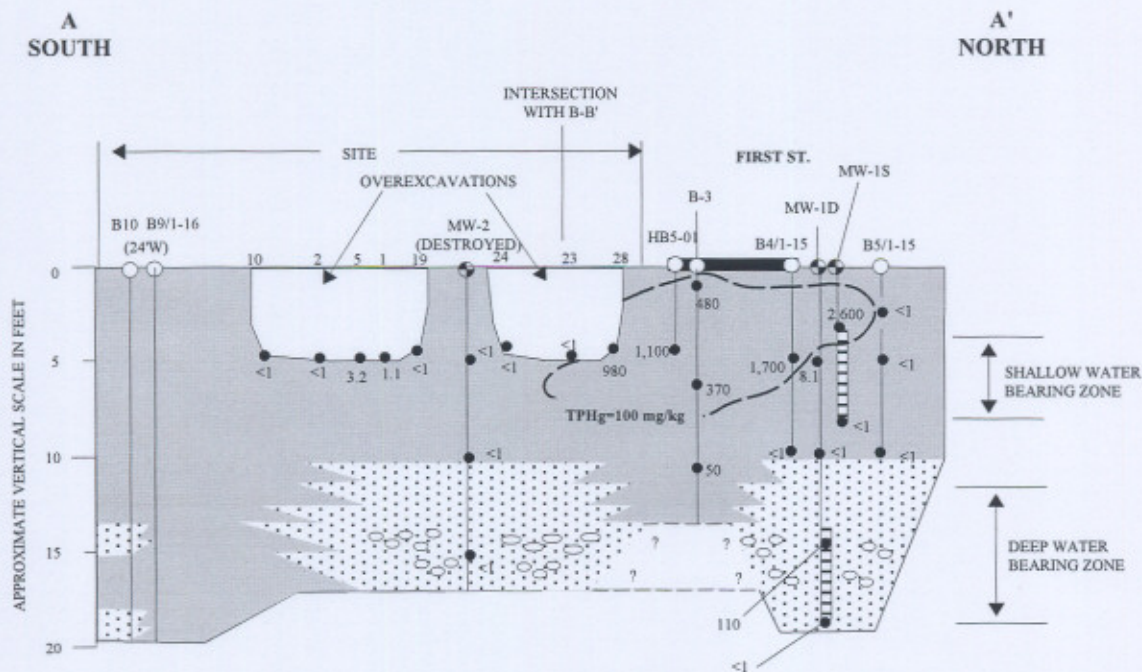 A
SOUTH
A'
NORTH
INTERSECTION
WITH B-B'
SITE
FIRST ST.
OVEREXCAVATIONS
MW-1S
B-3
MW-1D
B10
B9/1-16
(24'W)
MW-2
(DESTROYED)
HB5-01
B4/1-15
B5/1-15
10
2
5
1
19
24
23
28
0
5
10
15
20
APPROXIMATE VERTICAL SCALE IN FEET
480
2,600
<1
<1
<1
3.2
1.1
<1
<1
<1
980
1,100
370
1,700
8.1
<1
TPHg=100 mg/kg
<1
<1
50
<1
<1
<1
<1
?
?
?
?
110
<1
SHALLOW WATER
BEARING ZONE
DEEP WATER
BEARING ZONE